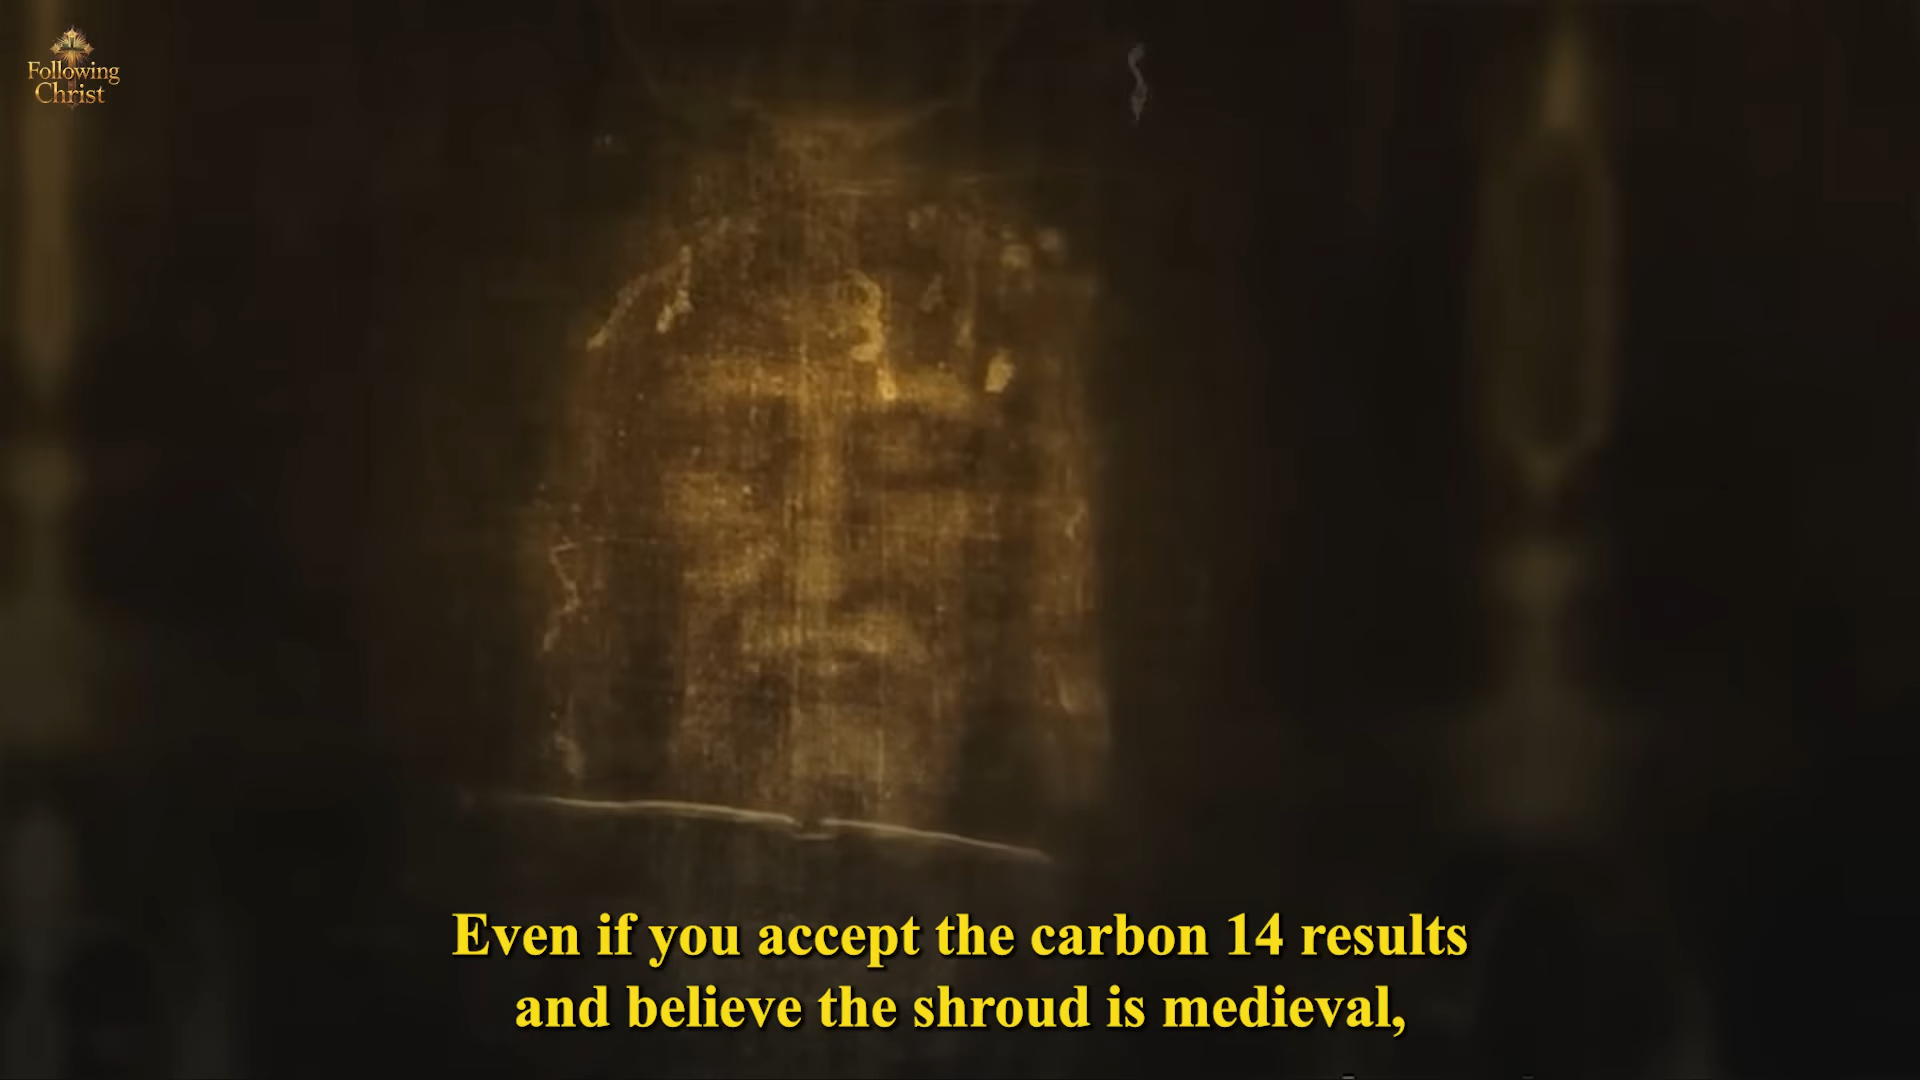 Following
Christ
Even if you accept the carbon 14 results
and believe the shroud is medieval,